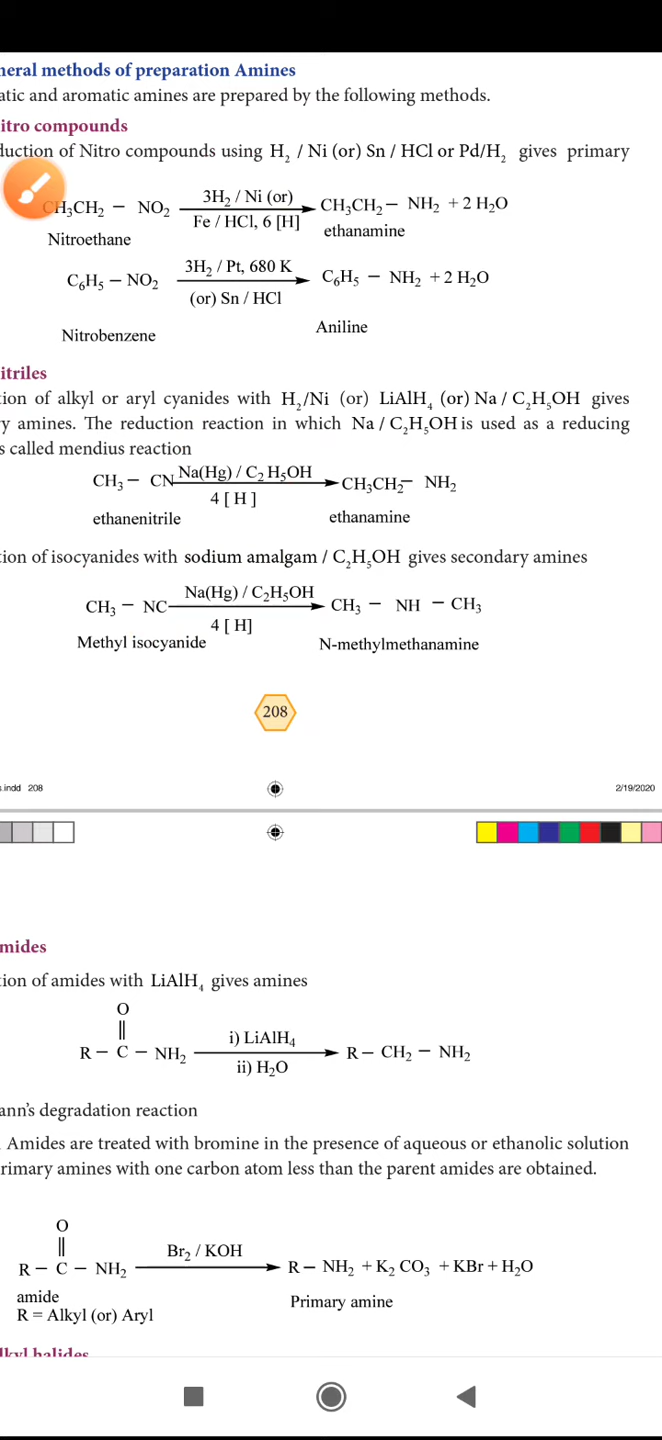 neral methods of preparation Amines
atic and aromatic amines are prepared by the following methods.
itro compounds
duction of Nitro compounds using H₂ / Ni (or) Sn / HCl or Pd/H₂ gives primary
CH₃CH₂ − NO₂ 3H₂ / Ni (or) Fe / HCl, 6 [H] CH₃CH₂ − NH₂ + 2 H₂O
Nitroethane ethanamine
C₆H₅ − NO₂ 3H₂ / Pt, 680 K (or) Sn / HCl C₆H₅ − NH₂ + 2 H₂O
Nitrobenzene Aniline
itriles
tion of alkyl or aryl cyanides with H₂/Ni (or) LiAlH₄ (or) Na / C₂H₅OH gives
y amines. The reduction reaction in which Na / C₂H₅OH is used as a reducing
s called mendius reaction
CH₃ − CN Na(Hg) / C₂H₅OH 4 [ H ] CH₃CH₂ − NH₂
ethanenitrile ethanamine
tion of isocyanides with sodium amalgam / C₂H₅OH gives secondary amines
CH₃ − NC Na(Hg) / C₂H₅OH 4 [ H] CH₃ − NH − CH₃
Methyl isocyanide N-methylmethanamine
208
s.indd 208 2/19/2020
mides
tion of amides with LiAlH₄ gives amines
O
||
R − C − NH₂ i) LiAlH₄ ii) H₂O R − CH₂ − NH₂
ann's degradation reaction
Amides are treated with bromine in the presence of aqueous or ethanolic solution
rimary amines with one carbon atom less than the parent amides are obtained.
O
||
R − C − NH₂ Br₂ / KOH R − NH₂ + K₂ CO₃ + KBr + H₂O
amide Primary amine
R = Alkyl (or) Aryl
lkyl halides